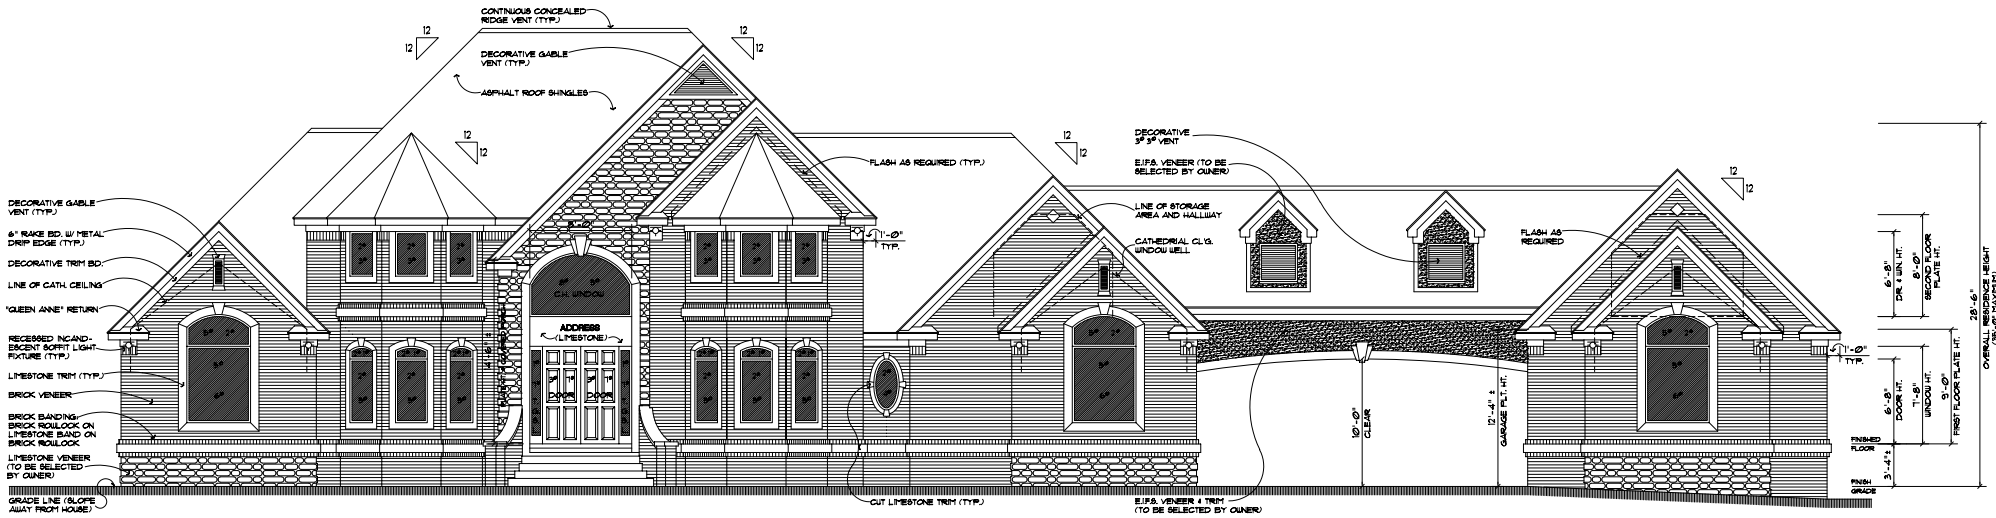 CONTINUOUS CONCEALED
RIDGE VENT (TYP.)
12
12
12
12
DECORATIVE GABLE
VENT (TYP.)
ASPHALT ROOF SHINGLES
12
12
12
12
12
12
DECORATIVE
3⁰ 3⁰ VENT
E.I.F.S. VENEER (TO BE
SELECTED BY OWNER)
FLASH AS REQUIRED (TYP.)
LINE OF STORAGE
AREA AND HALLWAY
CATHEDRAL CL'G.
WINDOW WELL
FLASH AS
REQUIRED
DECORATIVE GABLE
VENT (TYP.)
6" RAKE BD. W/ METAL
DRIP EDGE (TYP.)
DECORATIVE TRIM BD.
LINE OF CATH. CEILING
"QUEEN ANNE" RETURN
RECESSED INCAND-
ESCENT SOFFIT LIGHT
FIXTURE (TYP.)
LIMESTONE TRIM (TYP.)
BRICK VENEER
BRICK BANDING:
BRICK ROWLOCK ON
LIMESTONE BAND ON
BRICK ROWLOCK
LIMESTONE VENEER
(TO BE SELECTED
BY OWNER)
GRADE LINE (SLOPE
AWAY FROM HOUSE)
1'-0"
TYP.
C.H. WINDOW
ADDRESS
(LIMESTONE)
DOOR
DOOR
CUT LIMESTONE TRIM (TYP.)
E.I.F.S. VENEER & TRIM
(TO BE SELECTED BY OWNER)
10'-0"
CLEAR
12'-4" ±
GARAGE PLT. HT.
1'-0"
TYP.
6'-8"
DR. & WIN. HT.
8'-0"
SECOND FLOOR
PLATE HT.
28'-6"
OVERALL RESIDENCE HEIGHT
6'-8"
DOOR HT.
7'-8"
WINDOW HT.
9'-0"
FIRST FLOOR PLATE HT.
FINISHED
FLOOR
3'-4" ±
FINISH
GRADE